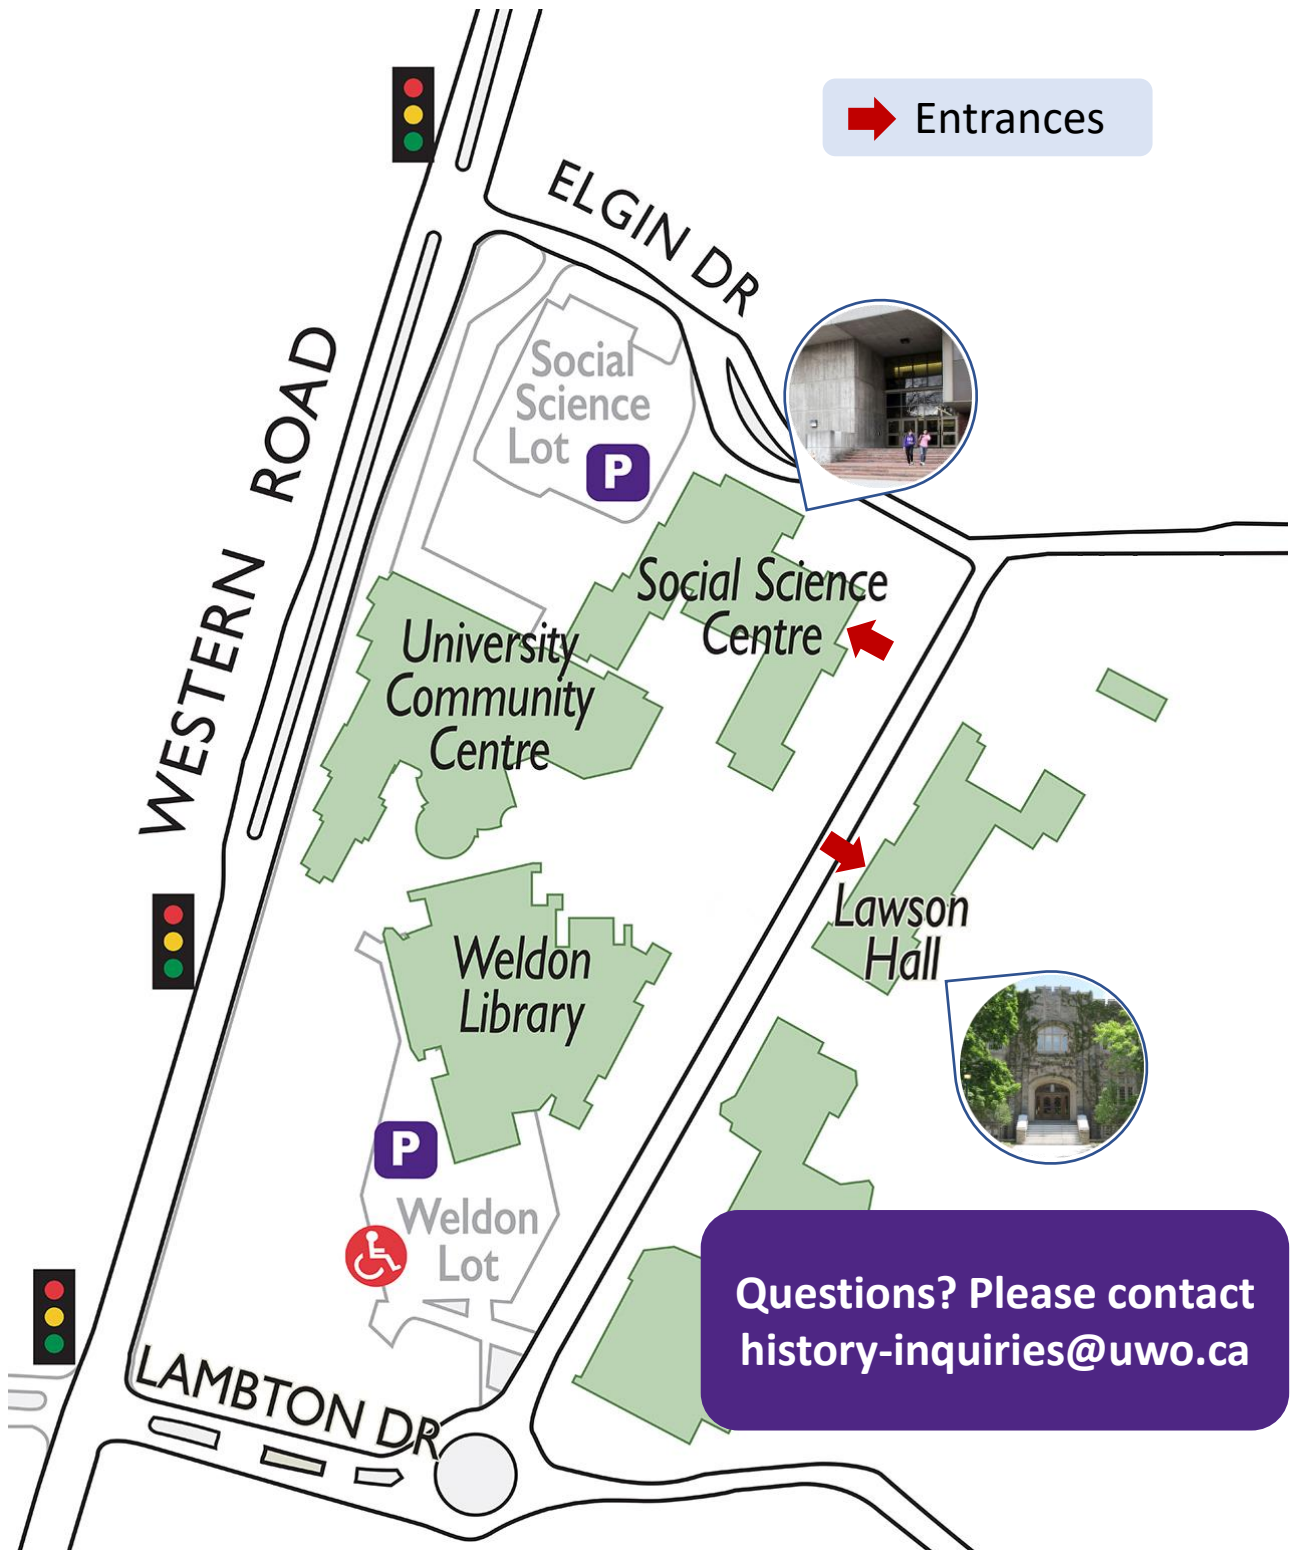 Entrances
ELGIN DR
WESTERN ROAD
Social
Science
Lot
P
Social Science
Centre
University
Community
Centre
Lawson
Hall
Weldon
Library
P
Weldon
Lot
Questions? Please contact
history-inquiries@uwo.ca
LAMBTON DR